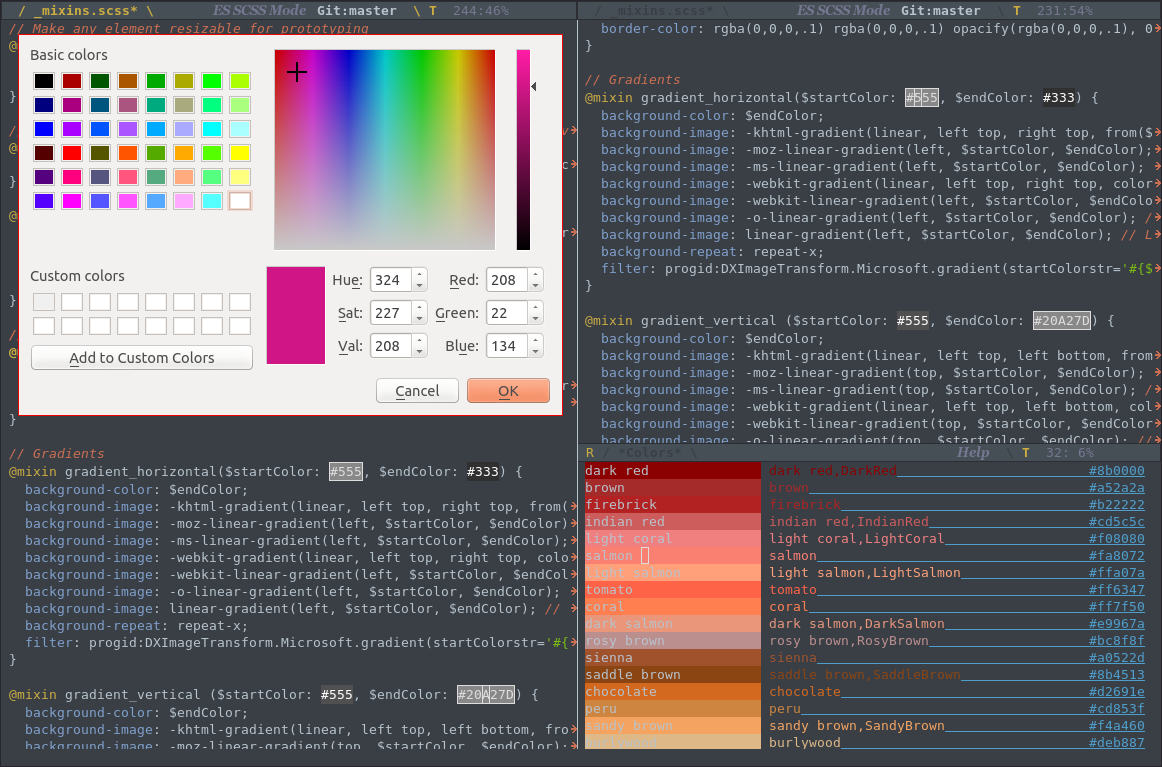 / _mixins.scss* \ ES SCSS Mode Git:master \ T 244:46%
// Make any element resizable for prototyping
Basic colors
Custom colors
Add to Custom Colors
Hue: 324 Red: 208
Sat: 227 Green: 22
Val: 208 Blue: 134
Cancel OK
}
// Gradients
@mixin gradient_horizontal($startColor: #555, $endColor: #333) {
background-color: $endColor;
background-image: -khtml-gradient(linear, left top, right top, from(
background-image: -moz-linear-gradient(left, $startColor, $endColor)
background-image: -ms-linear-gradient(left, $startColor, $endColor);
background-image: -webkit-gradient(linear, left top, right top, colo
background-image: -webkit-linear-gradient(left, $startColor, $endCol
background-image: -o-linear-gradient(left, $startColor, $endColor);
background-image: linear-gradient(left, $startColor, $endColor); //
background-repeat: repeat-x;
filter: progid:DXImageTransform.Microsoft.gradient(startColorstr='#{
}
@mixin gradient_vertical ($startColor: #555, $endColor: #20A27D) {
background-color: $endColor;
background-image: -khtml-gradient(linear, left top, left bottom, fro
background-image: -moz-linear-gradient(top, $startColor, $endColor);
/ _mixins.scss* \ ES SCSS Mode Git:master \ T 231:54%
border-color: rgba(0,0,0,.1) rgba(0,0,0,.1) opacify(rgba(0,0,0,.1), 0
}
// Gradients
@mixin gradient_horizontal($startColor: #555, $endColor: #333) {
background-color: $endColor;
background-image: -khtml-gradient(linear, left top, right top, from($
background-image: -moz-linear-gradient(left, $startColor, $endColor);
background-image: -ms-linear-gradient(left, $startColor, $endColor);
background-image: -webkit-gradient(linear, left top, right top, color
background-image: -webkit-linear-gradient(left, $startColor, $endColo
background-image: -o-linear-gradient(left, $startColor, $endColor); /
background-image: linear-gradient(left, $startColor, $endColor); // L
background-repeat: repeat-x;
filter: progid:DXImageTransform.Microsoft.gradient(startColorstr='#{$
}
@mixin gradient_vertical ($startColor: #555, $endColor: #20A27D) {
background-color: $endColor;
background-image: -khtml-gradient(linear, left top, left bottom, from
background-image: -moz-linear-gradient(top, $startColor, $endColor);
background-image: -ms-linear-gradient(top, $startColor, $endColor); /
background-image: -webkit-gradient(linear, left top, left bottom, col
background-image: -webkit-linear-gradient(top, $startColor, $endColor
background-image: -o-linear-gradient(top, $startColor, $endColor); //
R / *Colors* \ Help \ T 32: 6%
dark red dark red,DarkRed #8b0000
brown brown #a52a2a
firebrick firebrick #b22222
indian red indian red,IndianRed #cd5c5c
light coral light coral,LightCoral #f08080
salmon salmon #fa8072
light salmon light salmon,LightSalmon #ffa07a
tomato tomato #ff6347
coral coral #ff7f50
dark salmon dark salmon,DarkSalmon #e9967a
rosy brown rosy brown,RosyBrown #bc8f8f
sienna sienna #a0522d
saddle brown saddle brown,SaddleBrown #8b4513
chocolate chocolate #d2691e
peru peru #cd853f
sandy brown sandy brown,SandyBrown #f4a460
burlywood burlywood #deb887